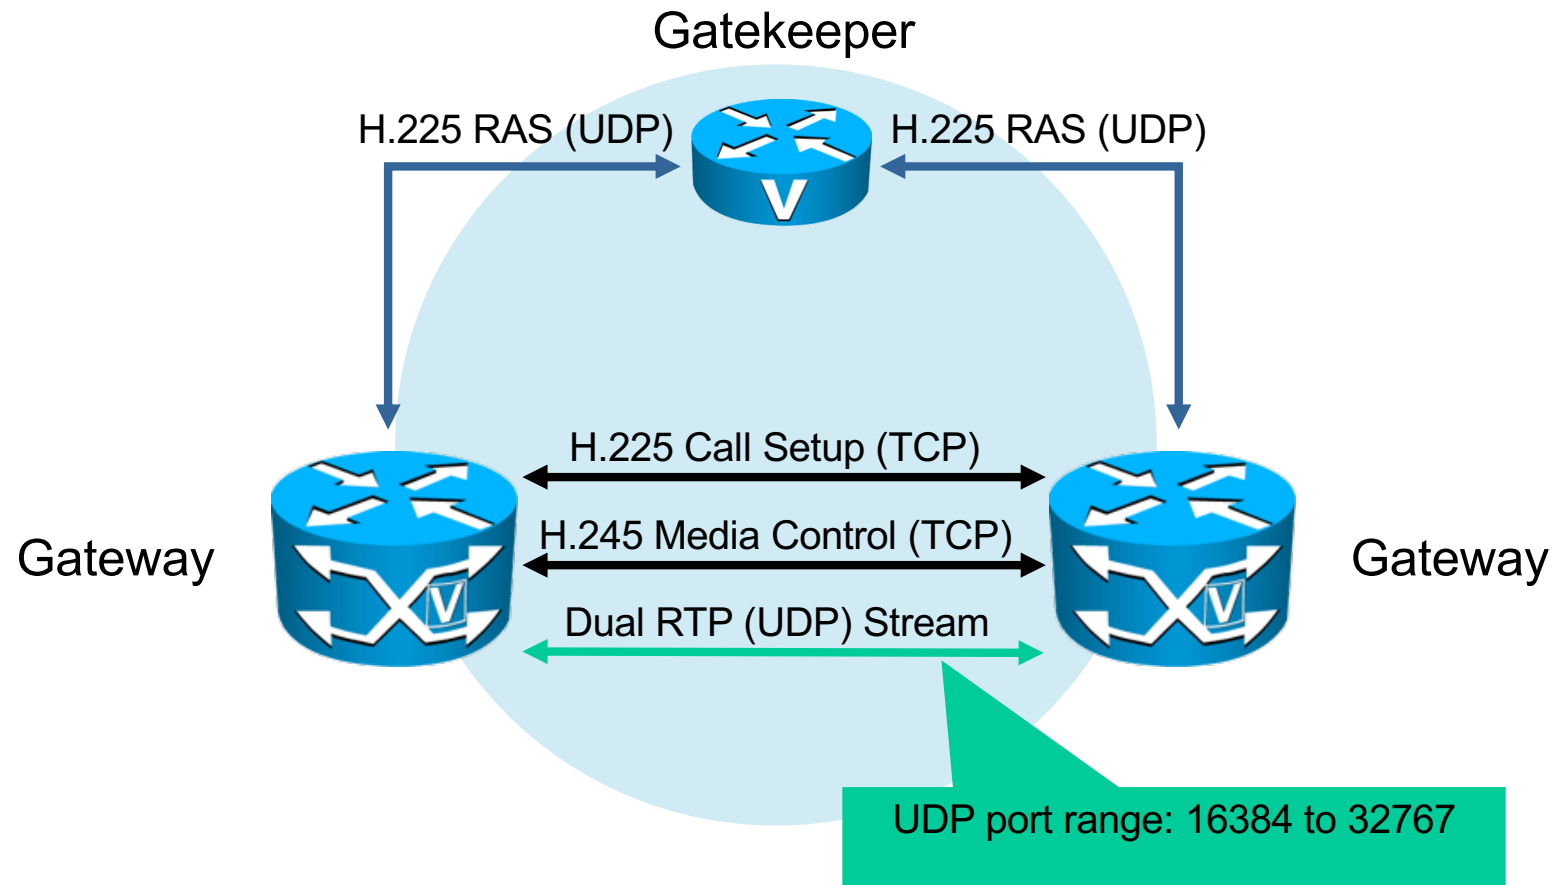 Gatekeeper
H.225 RAS (UDP)
H.225 RAS (UDP)
V
H.225 Call Setup (TCP)
H.245 Media Control (TCP)
Gateway
V
V
Gateway
Dual RTP (UDP) Stream
UDP port range: 16384 to 32767